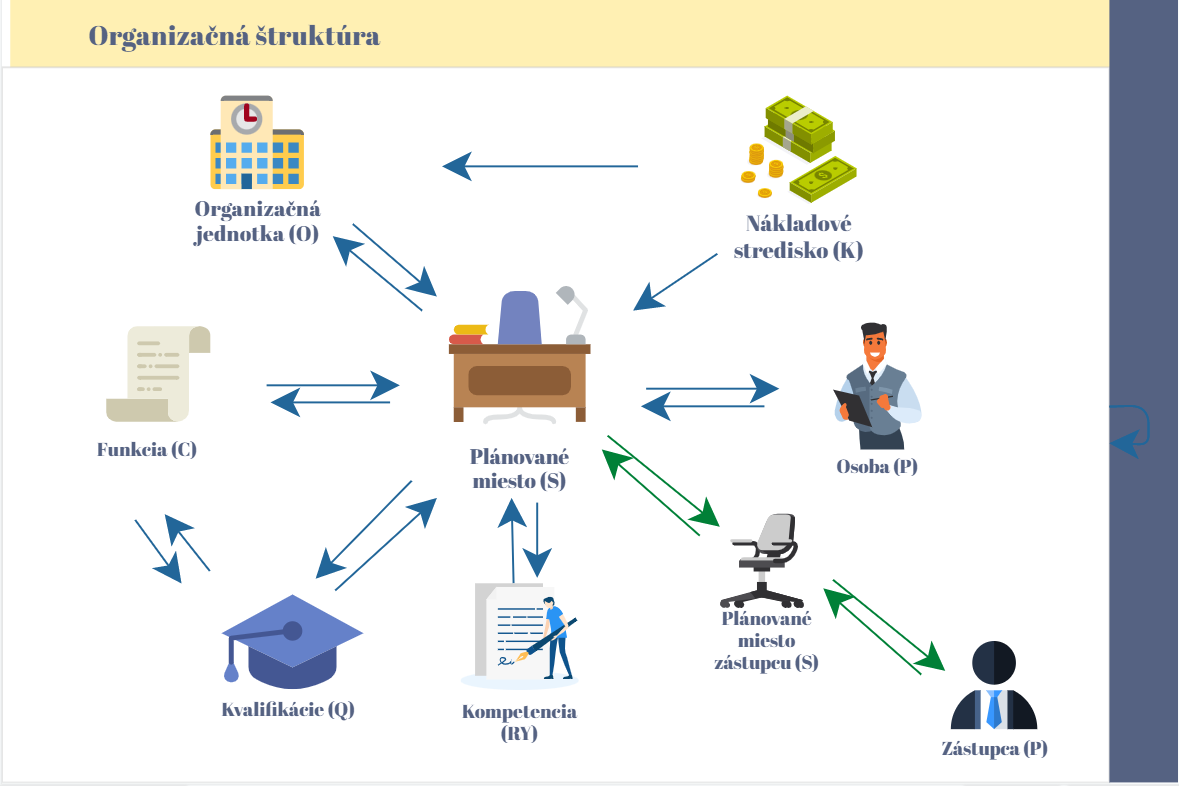 Organizačná štruktúra
Organizačná
jednotka (O)
Nákladové
stredisko (K)
Funkcia (C)
Plánované
miesto (S)
Osoba (P)
Plánované
miesto
zástupcu (S)
Kvalifikácie (Q)
Kompetencia
(RY)
Zástupca (P)